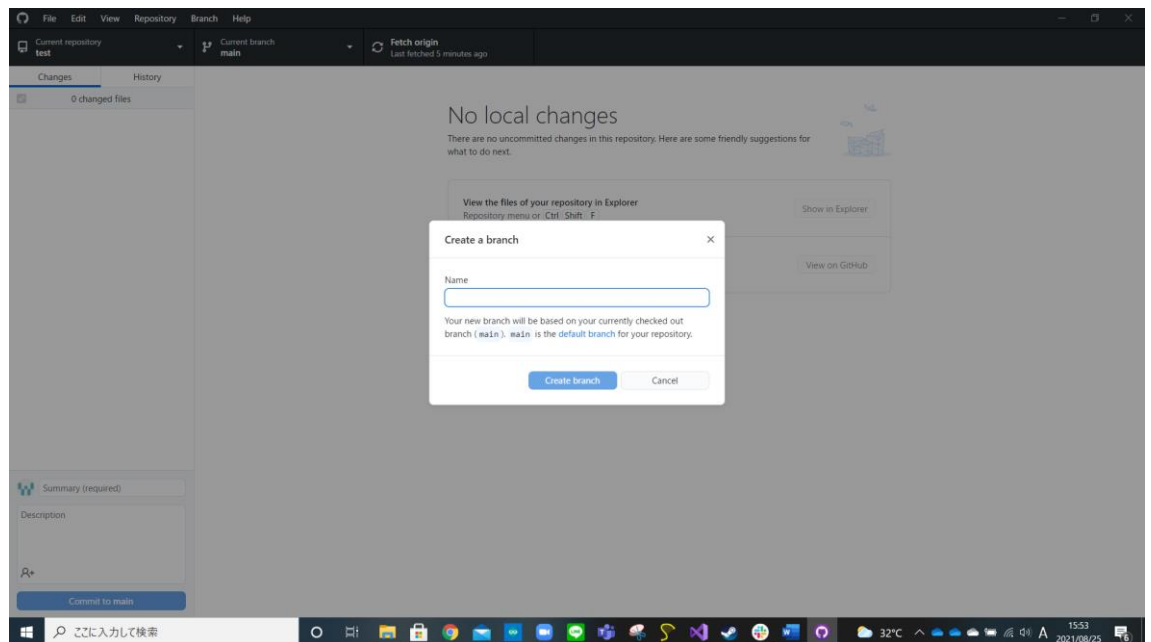 File Edit View Repository Branch Help
Current repository
test
Current branch
main
Fetch origin
Last fetched 5 minutes ago
Changes History
0 changed files
No local changes
There are no uncommitted changes in this repository. Here are some friendly suggestions for
what to do next.
View the files of your repository in Explorer
Repository menu or Ctrl Shift F
Show in Explorer
View on GitHub
Create a branch
Name
Your new branch will be based on your currently checked out
branch (main). main is the default branch for your repository.
Create branch Cancel
Summary (required)
Description
Commit to main
ここに入力して検索
32°C
A
15:53
2021/08/25
6